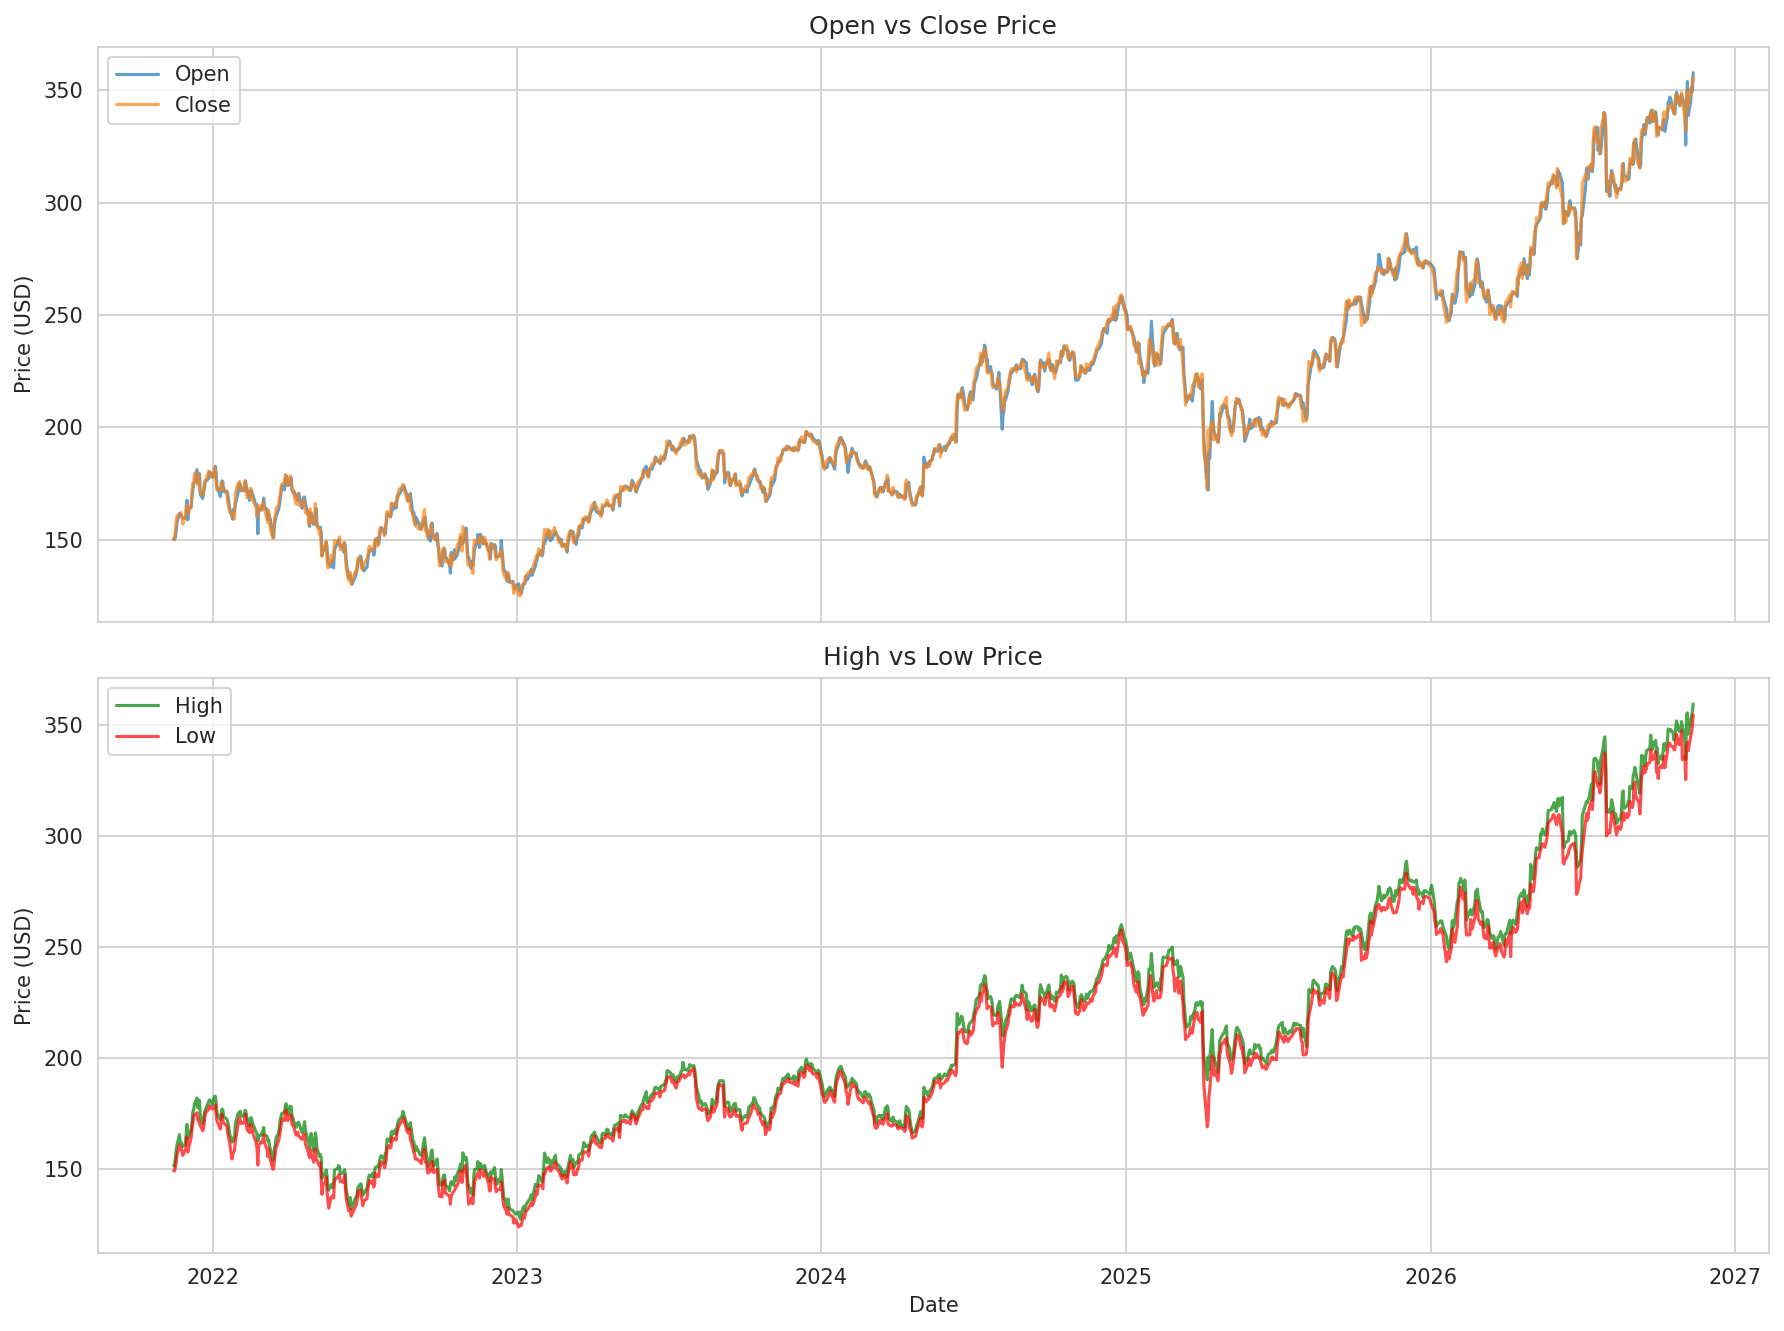 Open vs Close Price
Open
Close
350
300
250
200
150
Price (USD)
High vs Low Price
High
Low
350
300
250
200
150
Price (USD)
2022
2023
2024
2025
2026
2027
Date